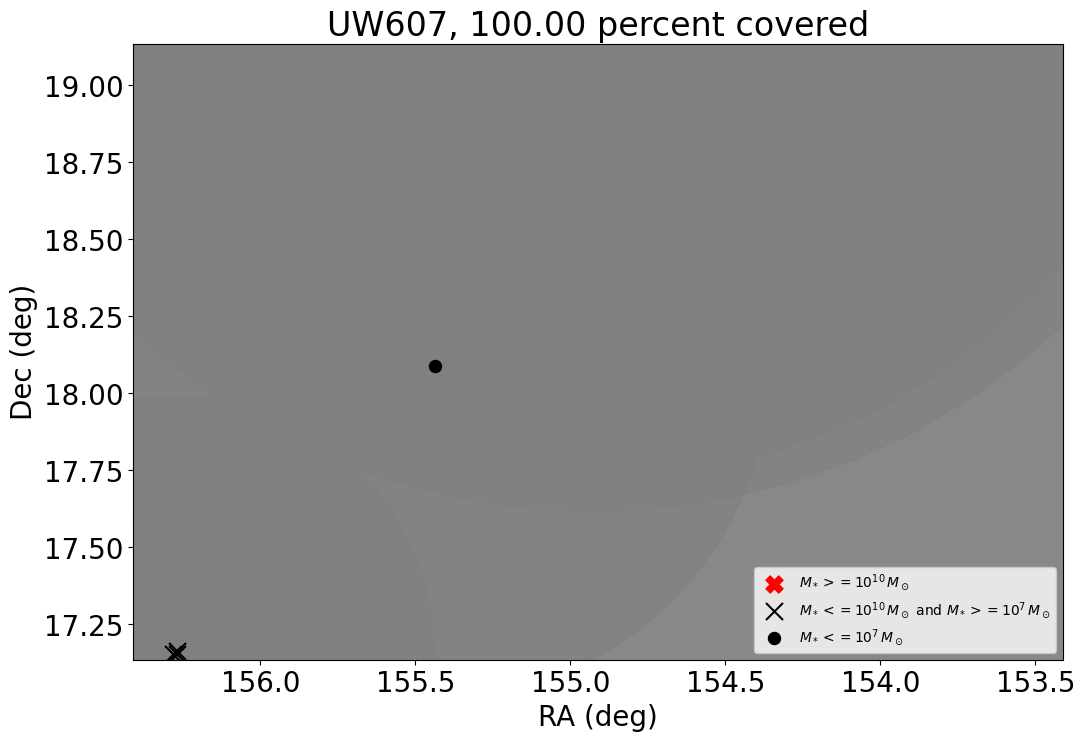 UW607, 100.00 percent covered
19.00
18.75
18.50
18.25
18.00
17.75
17.50
17.25
Dec (deg)
156.0 155.5 155.0 154.5 154.0 153.5
RA (deg)
M* >= 10^10 M⊙
M* <= 10^10 M⊙ and M* >= 10^7 M⊙
M* <= 10^7 M⊙